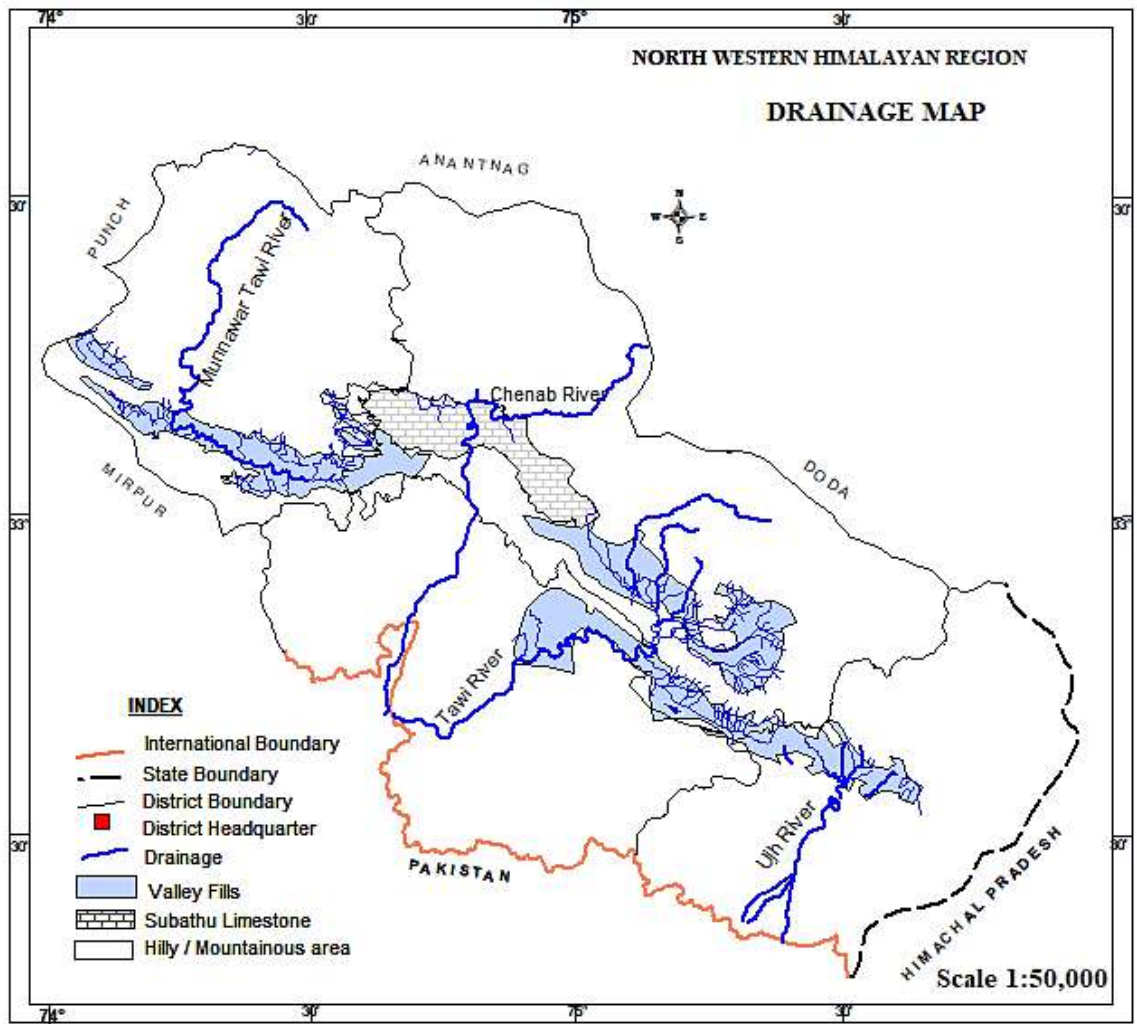 74°
30'
75°
30'
NORTH WESTERN HIMALAYAN REGION
DRAINAGE MAP
ANANTNAG
PUNCH
N
W E
S
30'
30'
Munnawar Tawi River
Chenab River
MIRPUR
DODA
33°
33°
Tawi River
INDEX
International Boundary
State Boundary
District Boundary
District Headquarter
Drainage
Valley Fills
Subathu Limestone
Hilly / Mountainous area
Ujh River
30'
30'
PAKISTAN
HIMACHAL PRADESH
Scale 1:50,000
74°
30'
75°
30'